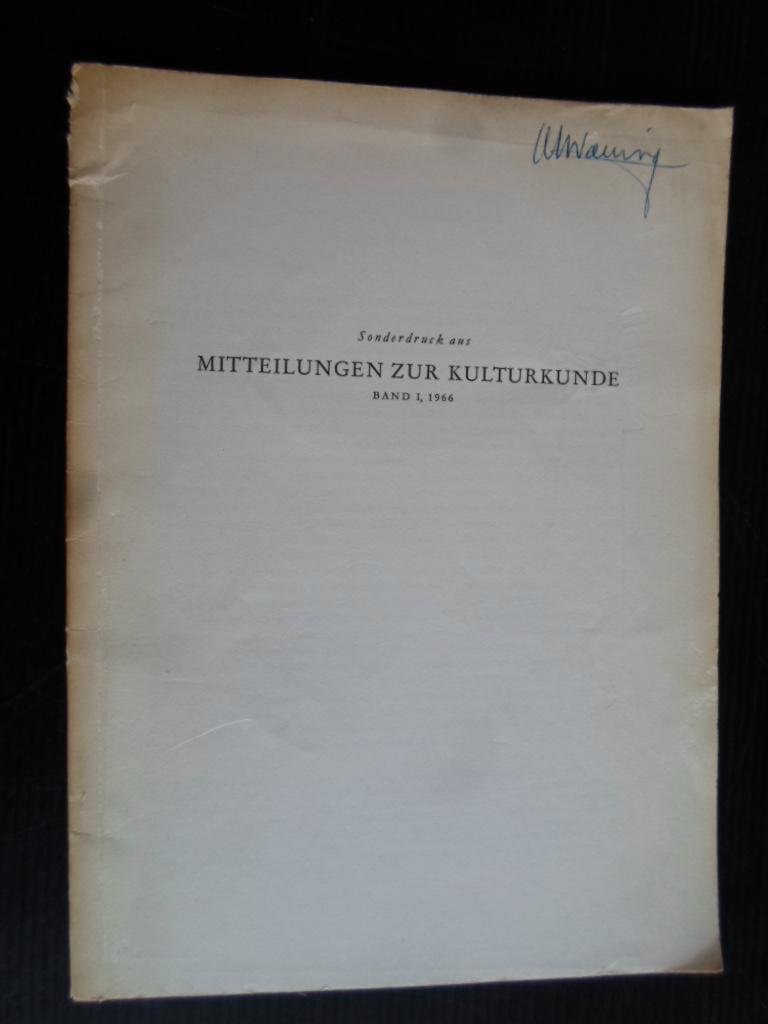 Sonderdruck aus
MITTEILUNGEN ZUR KULTURKUNDE
BAND I, 1966